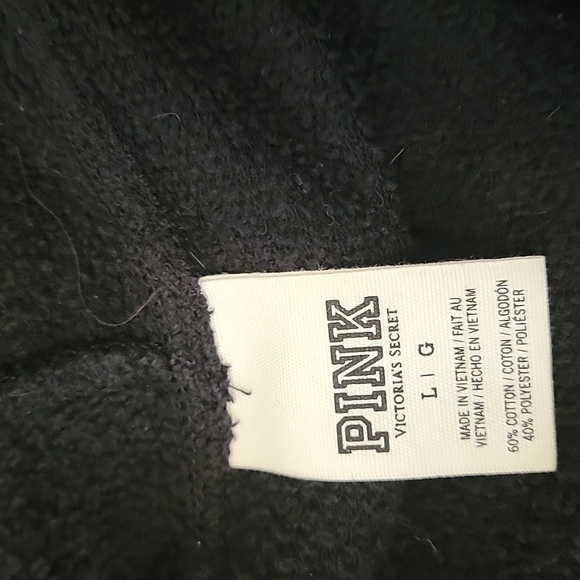 PINK
VICTORIA'S SECRET
L | G
MADE IN VIETNAM / FAIT AU
VIETNAM / HECHO EN VIETNAM
60% COTTON / COTON / ALGODÓN
40% POLYESTER / POLIÉSTER